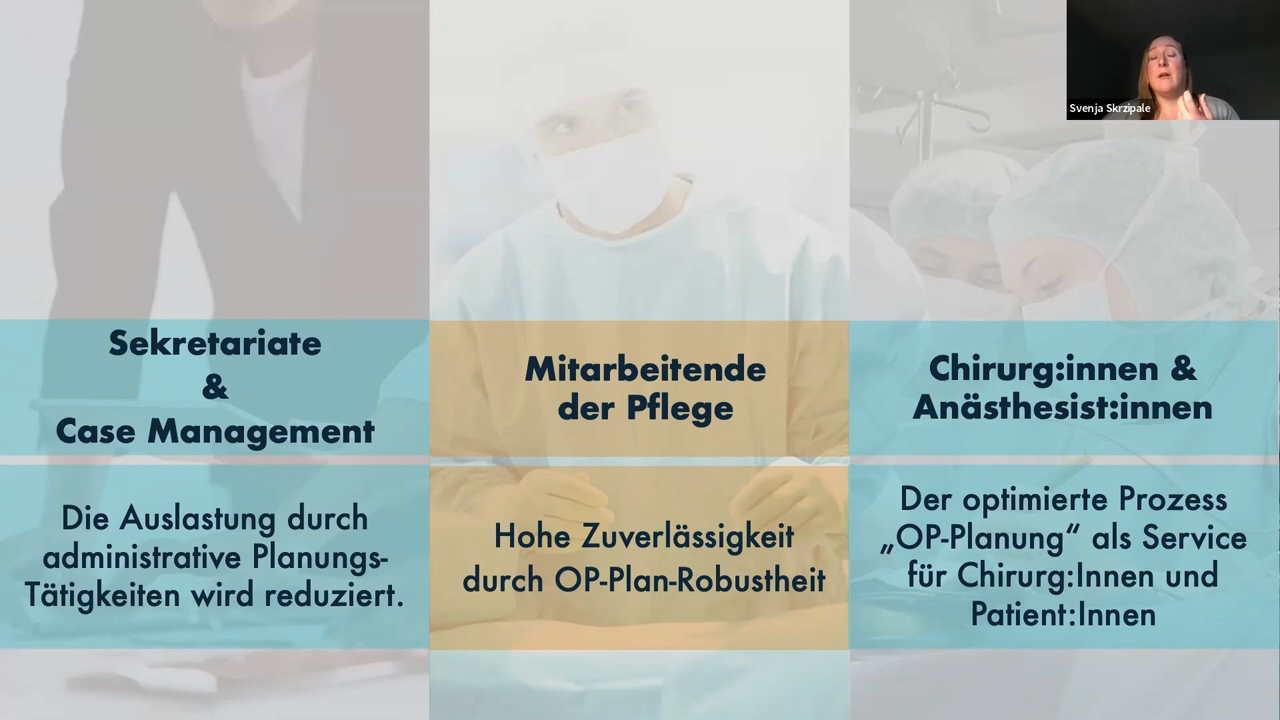 Svenja Skrzipale
Sekretariate
&
Case Management
Die Auslastung durch
administrative Planungs-
Tätigkeiten wird reduziert.
Mitarbeitende
der Pflege
Hohe Zuverlässigkeit
durch OP-Plan-Robustheit
Chirurg:innen &
Anästhesist:innen
Der optimierte Prozess
„OP-Planung“ als Service
für Chirurg:Innen und
Patient:Innen